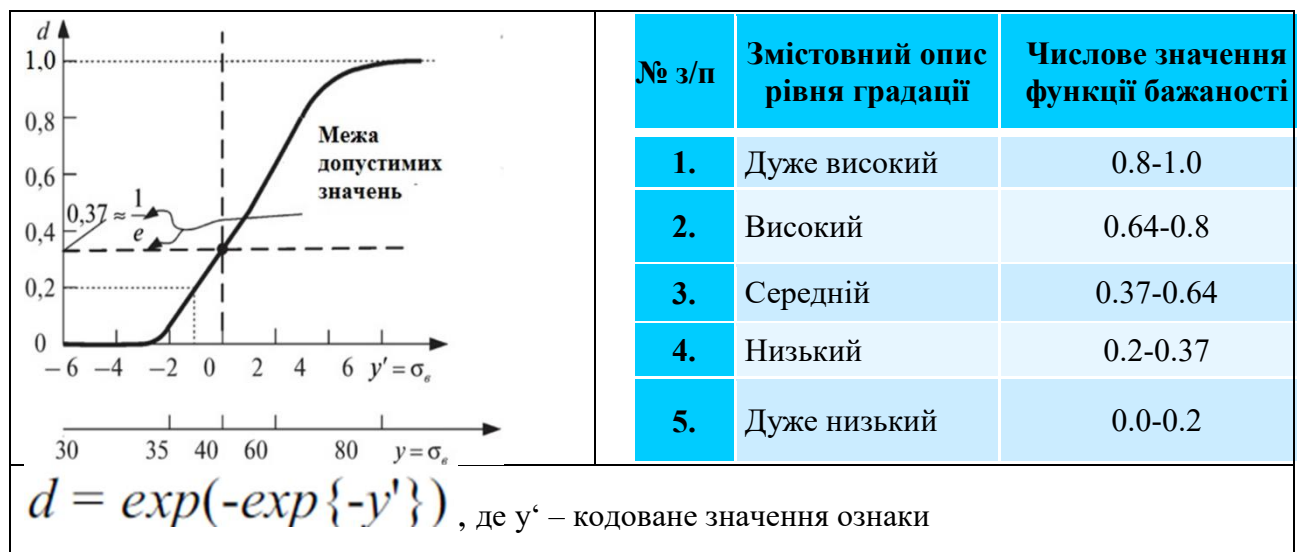 d
1,0
0,8
0,6
0,4
0,2
0
Межа
допустимих
значень
0,37 ≈ 1/e
– 6 – 4 –2 0 2 4 6 y' = σв
30 35 40 60 80 y = σв
№ з/п Змістовний опис рівня градації Числове значення функції бажаності
1. Дуже високий 0.8-1.0
2. Високий 0.64-0.8
3. Середній 0.37-0.64
4. Низький 0.2-0.37
5. Дуже низький 0.0-0.2
d = exp(-exp{-y'}) , де y‘ – кодоване значення ознаки